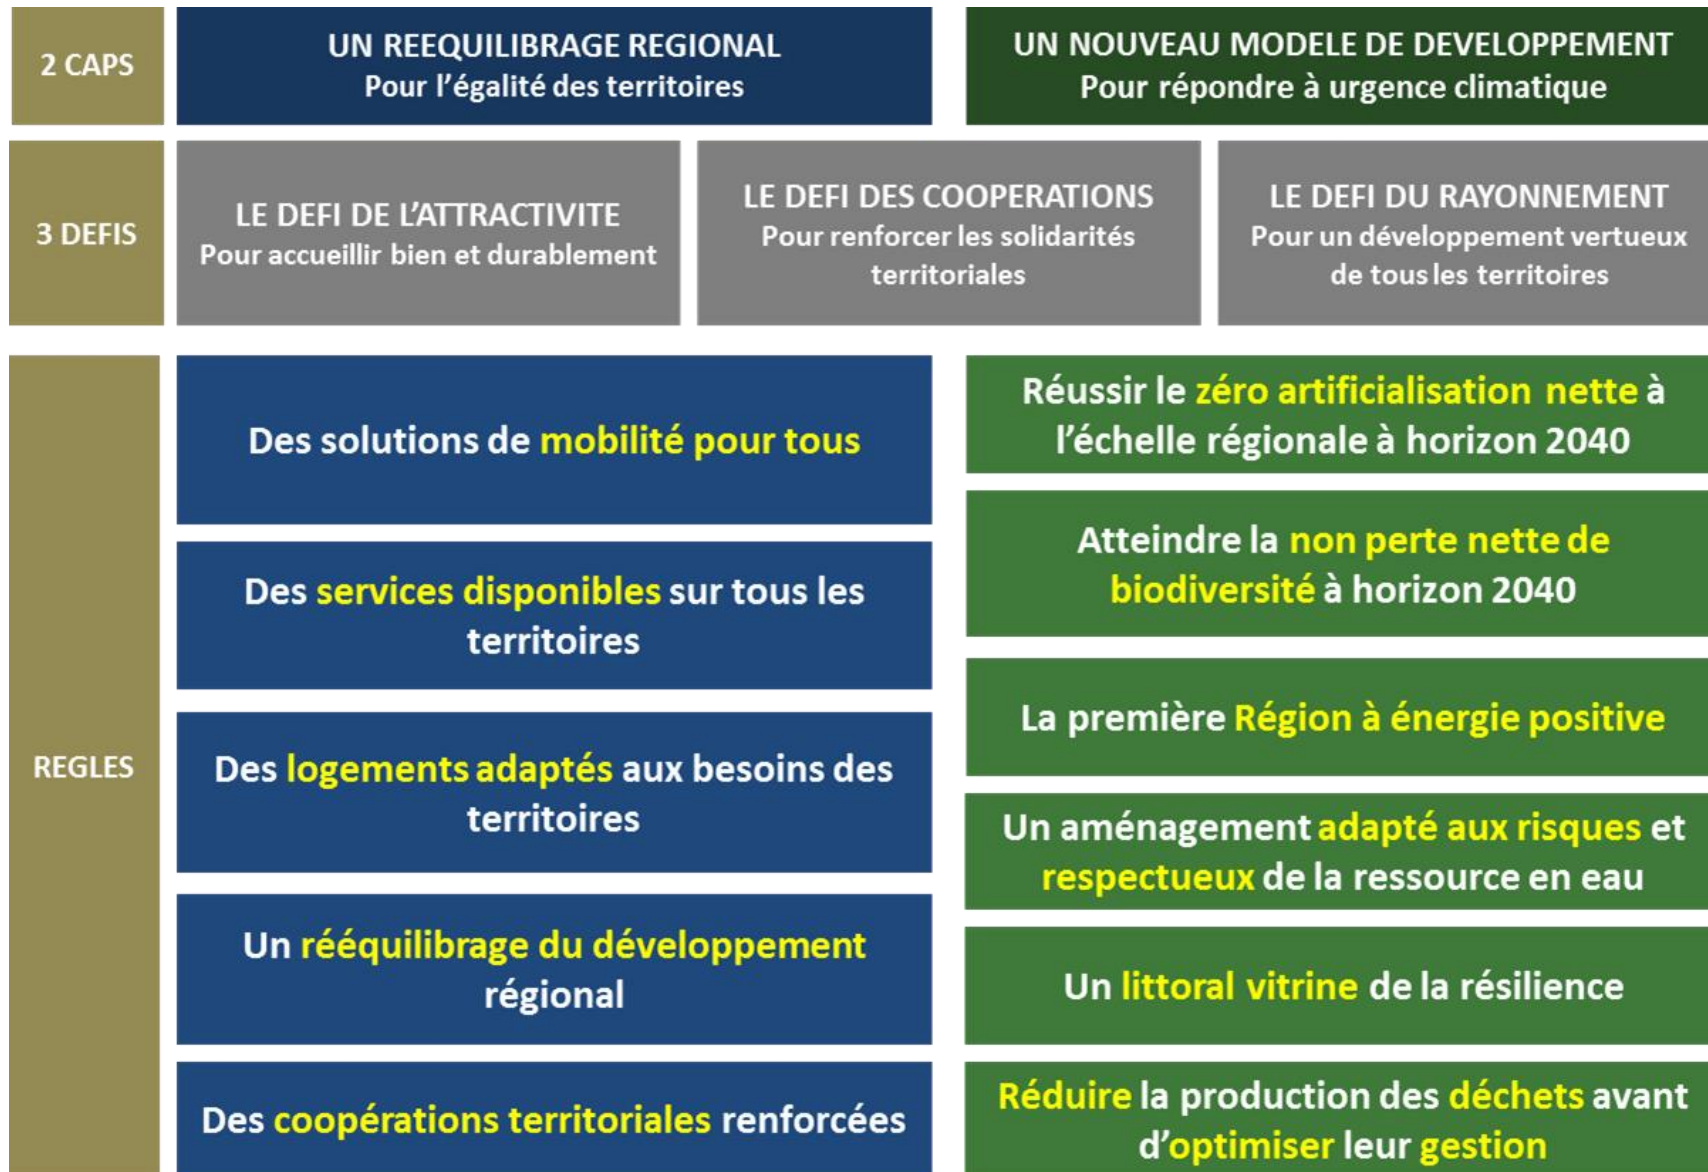 2 CAPS
UN REEQUILIBRAGE REGIONAL
Pour l'égalité des territoires
UN NOUVEAU MODELE DE DEVELOPPEMENT
Pour répondre à urgence climatique
3 DEFIS
LE DEFI DE L'ATTRACTIVITE
Pour accueillir bien et durablement
LE DEFI DES COOPERATIONS
Pour renforcer les solidarités
territoriales
LE DEFI DU RAYONNEMENT
Pour un développement vertueux
de tous les territoires
REGLES
Des solutions de mobilité pour tous
Des services disponibles sur tous les
territoires
Des logements adaptés aux besoins des
territoires
Un rééquilibrage du développement
régional
Des coopérations territoriales renforcées
Réussir le zéro artificialisation nette à
l'échelle régionale à horizon 2040
Atteindre la non perte nette de
biodiversité à horizon 2040
La première Région à énergie positive
Un aménagement adapté aux risques et
respectueux de la ressource en eau
Un littoral vitrine de la résilience
Réduire la production des déchets avant
d'optimiser leur gestion